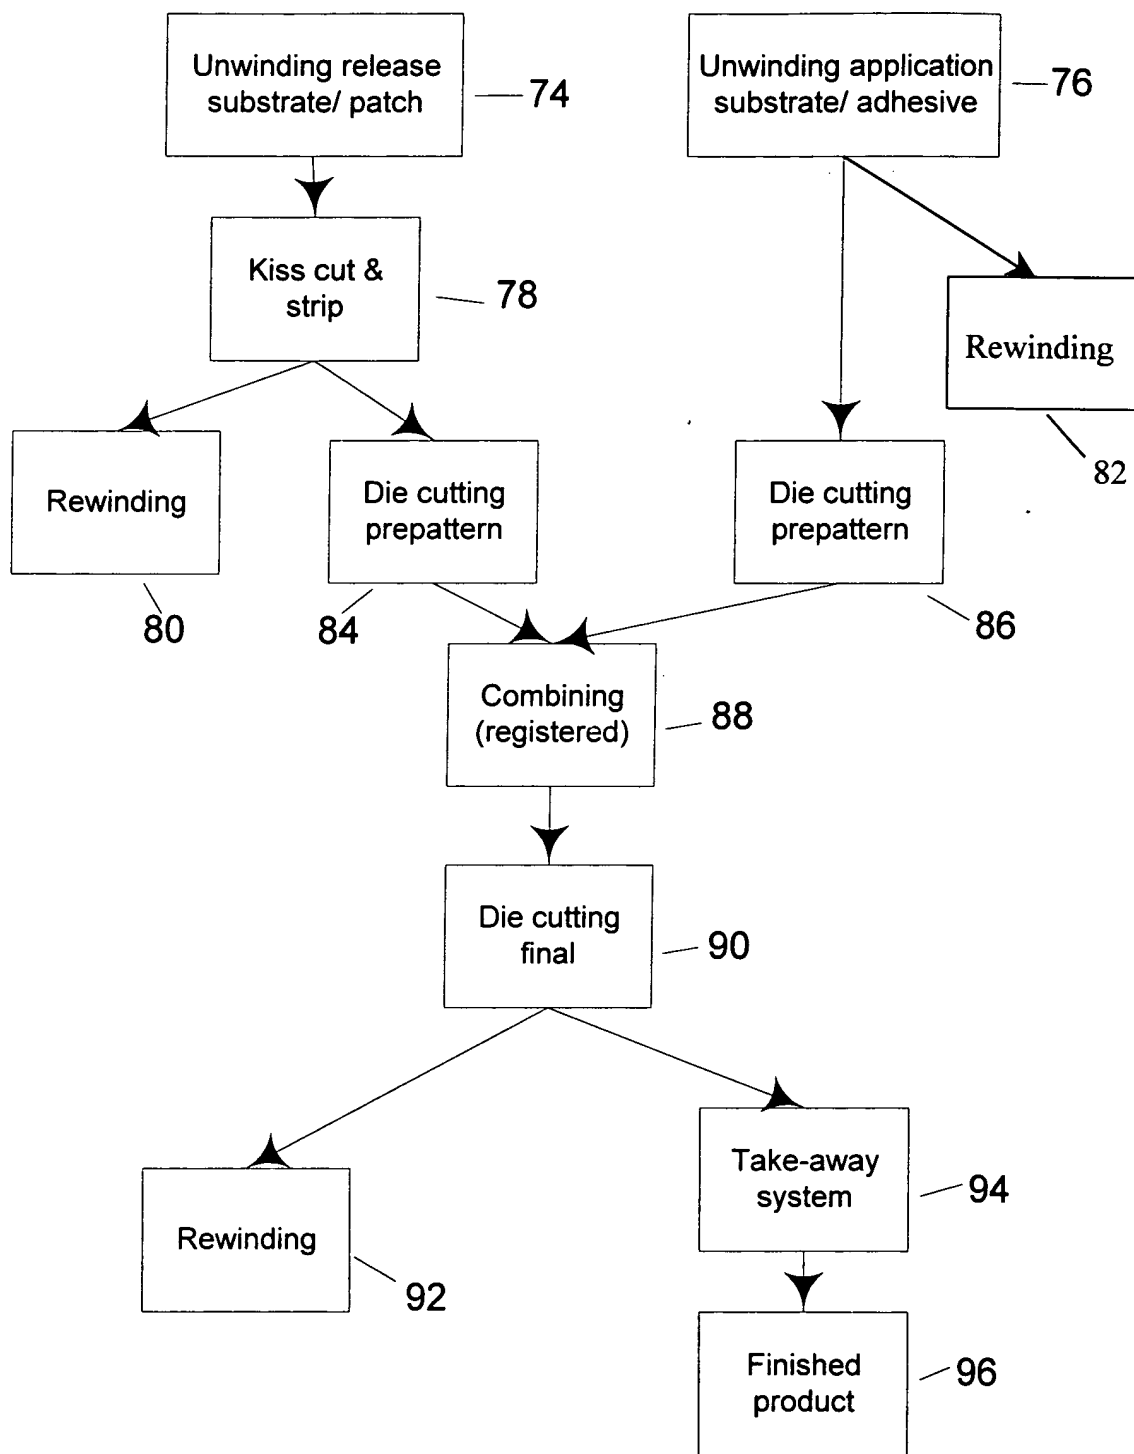 Unwinding release
substrate/ patch
74
Unwinding application
substrate/ adhesive
76
Kiss cut &
strip
78
Rewinding
82
Rewinding
80
Die cutting
prepattern
84
Die cutting
prepattern
86
Combining
(registered)
88
Die cutting
final
90
Rewinding
92
Take-away
system
94
Finished
product
96